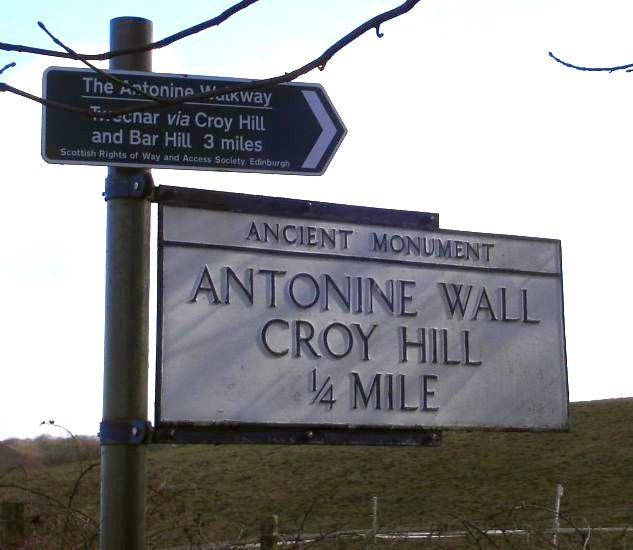 The Antonine Walkway
Twechar via Croy Hill
and Bar Hill 3 miles
Scottish Rights of Way and Access Society, Edinburgh
ANCIENT MONUMENT
ANTONINE WALL
CROY HILL
1/4 MILE